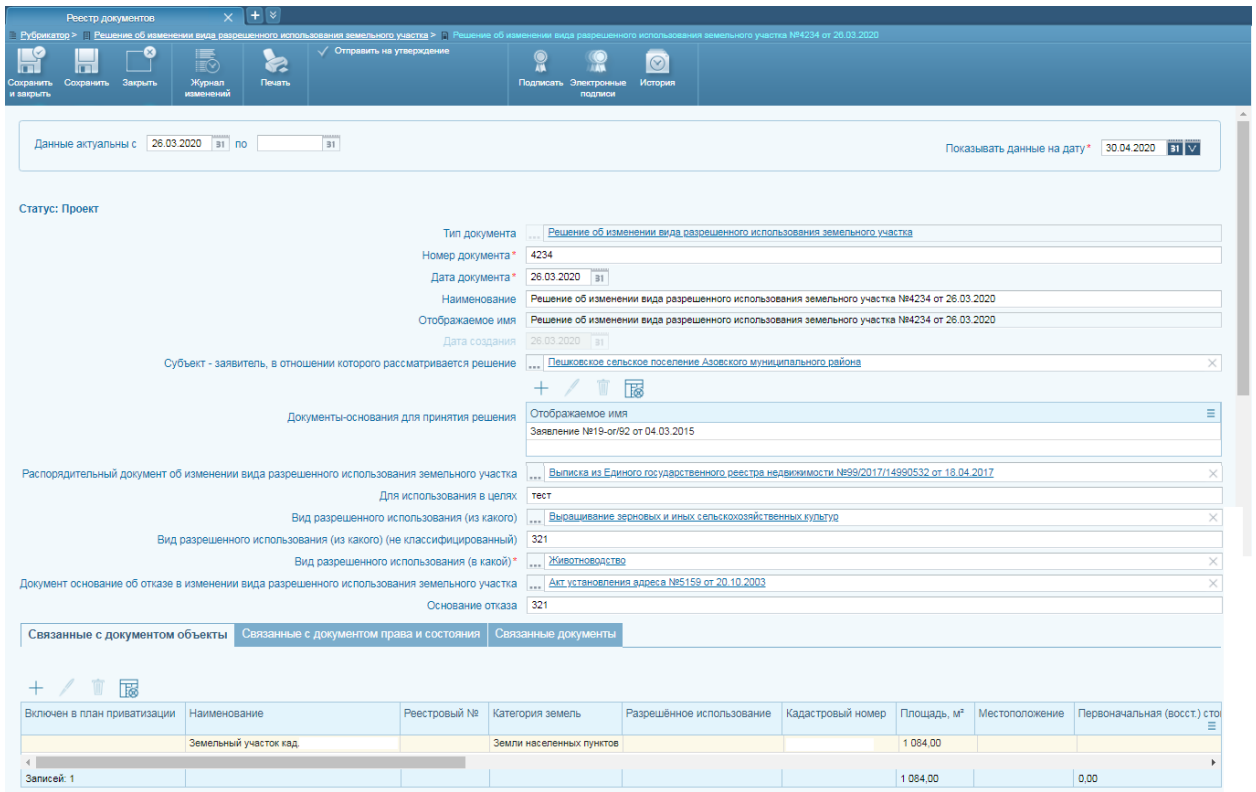 Реестр документов
Рубрикатор > Решение об изменении вида разрешенного использования земельного участка > Решение об изменении вида разрешенного использования земельного участка №4234 от 26.03.2020
Сохранить и закрыть
Сохранить
Закрыть
Журнал изменений
Печать
Отправить на утверждение
Подписать
Электронные подписи
История
Данные актуальны с 26.03.2020 31 по 31
Показывать данные на дату * 30.04.2020 31
Статус: Проект
Тип документа ... Решение об изменении вида разрешенного использования земельного участка
Номер документа * 4234
Дата документа * 26.03.2020 31
Наименование Решение об изменении вида разрешенного использования земельного участка №4234 от 26.03.2020
Отображаемое имя Решение об изменении вида разрешенного использования земельного участка №4234 от 26.03.2020
Дата создания 26.03.2020 31
Субъект - заявитель, в отношении которого рассматривается решение ... Пешковское сельское поселение Азовского муниципального района
Документы-основания для принятия решения
Отображаемое имя
Заявление №19-ог/92 от 04.03.2015
Распорядительный документ об изменении вида разрешенного использования земельного участка ... Выписка из Единого государственного реестра недвижимости №99/2017/14990532 от 18.04.2017
Для использования в целях тест
Вид разрешенного использования (из какого) ... Выращивание зерновых и иных сельскохозяйственных культур
Вид разрешенного использования (из какого) (не классифицированный) 321
Вид разрешенного использования (в какой) * ... Животноводство
Документ основание об отказе в изменении вида разрешенного использования земельного участка ... Акт установления адреса №5159 от 20.10.2003
Основание отказа 321
Связанные с документом объекты Связанные с документом права и состояния Связанные документы
Включен в план приватизации Наименование Реестровый № Категория земель Разрешённое использование Кадастровый номер Площадь, м² Местоположение Первоначальная (восст.) сто
Земельный участок кад. Земли населенных пунктов 1 084,00
Записей: 1 1 084,00 0,00